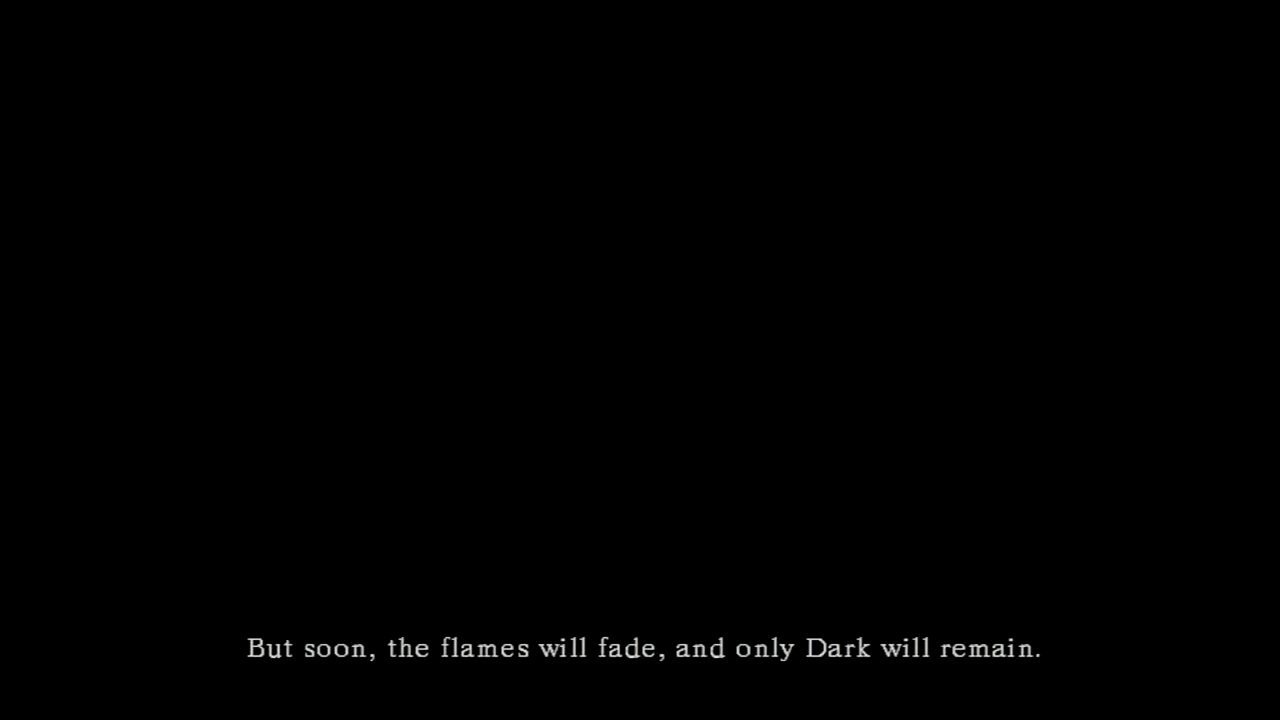 But soon, the flames will fade, and only Dark will remain.